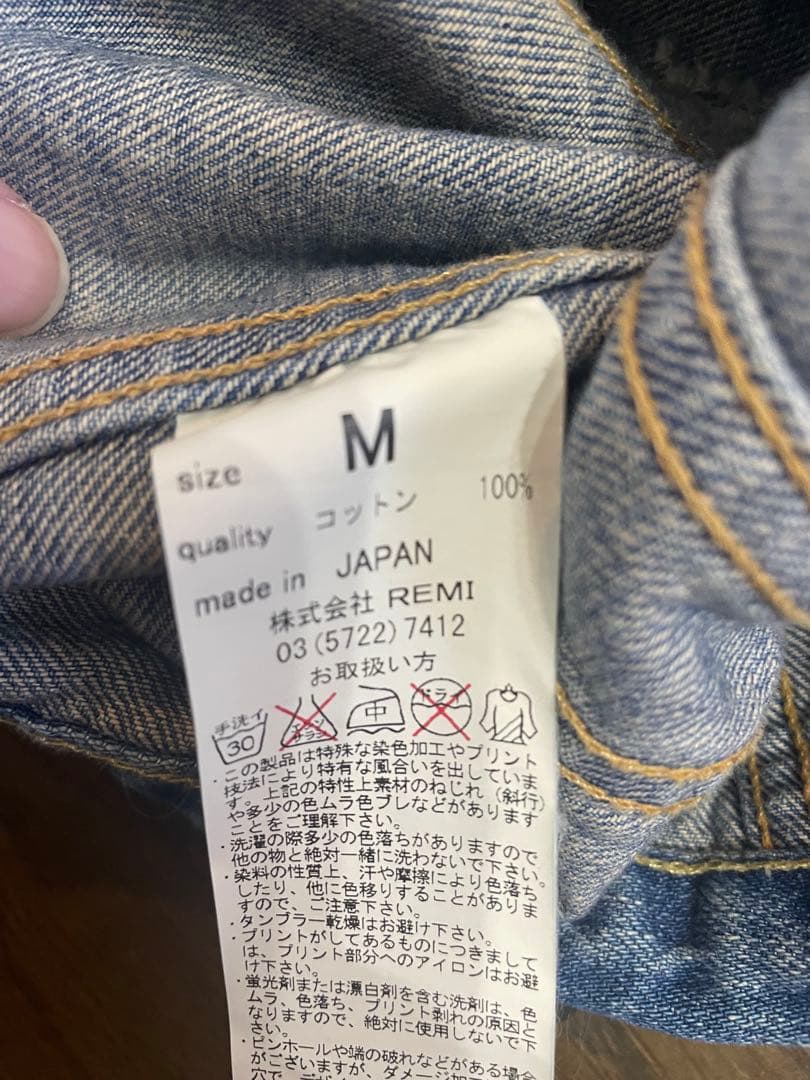 size M
quality コットン 100%
made in JAPAN
株式会社 REMI
03(5722)7412
お取扱い方
手洗イ 30 エンソ サラシ 中 ドライ
・この製品は特殊な染色加工やプリント
技法により特有な風合いを出していま
す。上記の特性上素材のねじれ（斜行）
や多少の色ムラ色ブレなどがあります
ことをご理解下さい。
・洗濯の際多少の色落ちがありますので、
他の物と絶対一緒に洗わないで下さい。
・染料の性質上、汗や摩擦により色落ち
したり、他に色移りすることがありま
すので、ご注意下さい。
・タンブラー乾燥はお避け下さい。
・プリントがしてあるものにつきまして
は、プリント部分へのアイロンはお避
け下さい。
・蛍光剤または漂白剤を含む洗剤は、色
ムラ、色落ち、プリント剥れの原因と
なりますので、絶対に使用しないで下
さい。
・ピンホールや端の破れなどがある場合
がございますが、ダメージ加